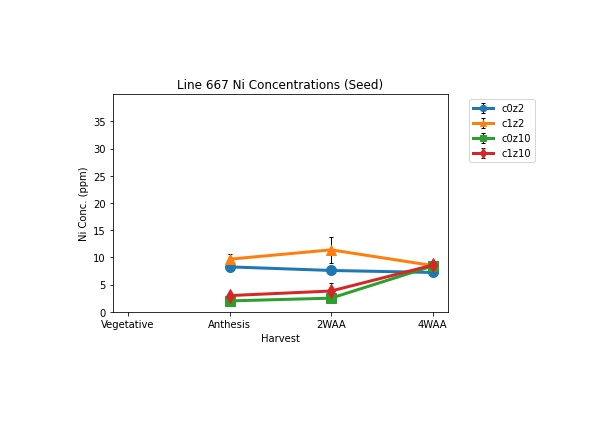 Line 667 Ni Concentrations (Seed)
c0z2
c1z2
c0z10
c1z10
35
30
25
20
15
10
5
0
Ni Conc. (ppm)
Vegetative Anthesis 2WAA 4WAA
Harvest